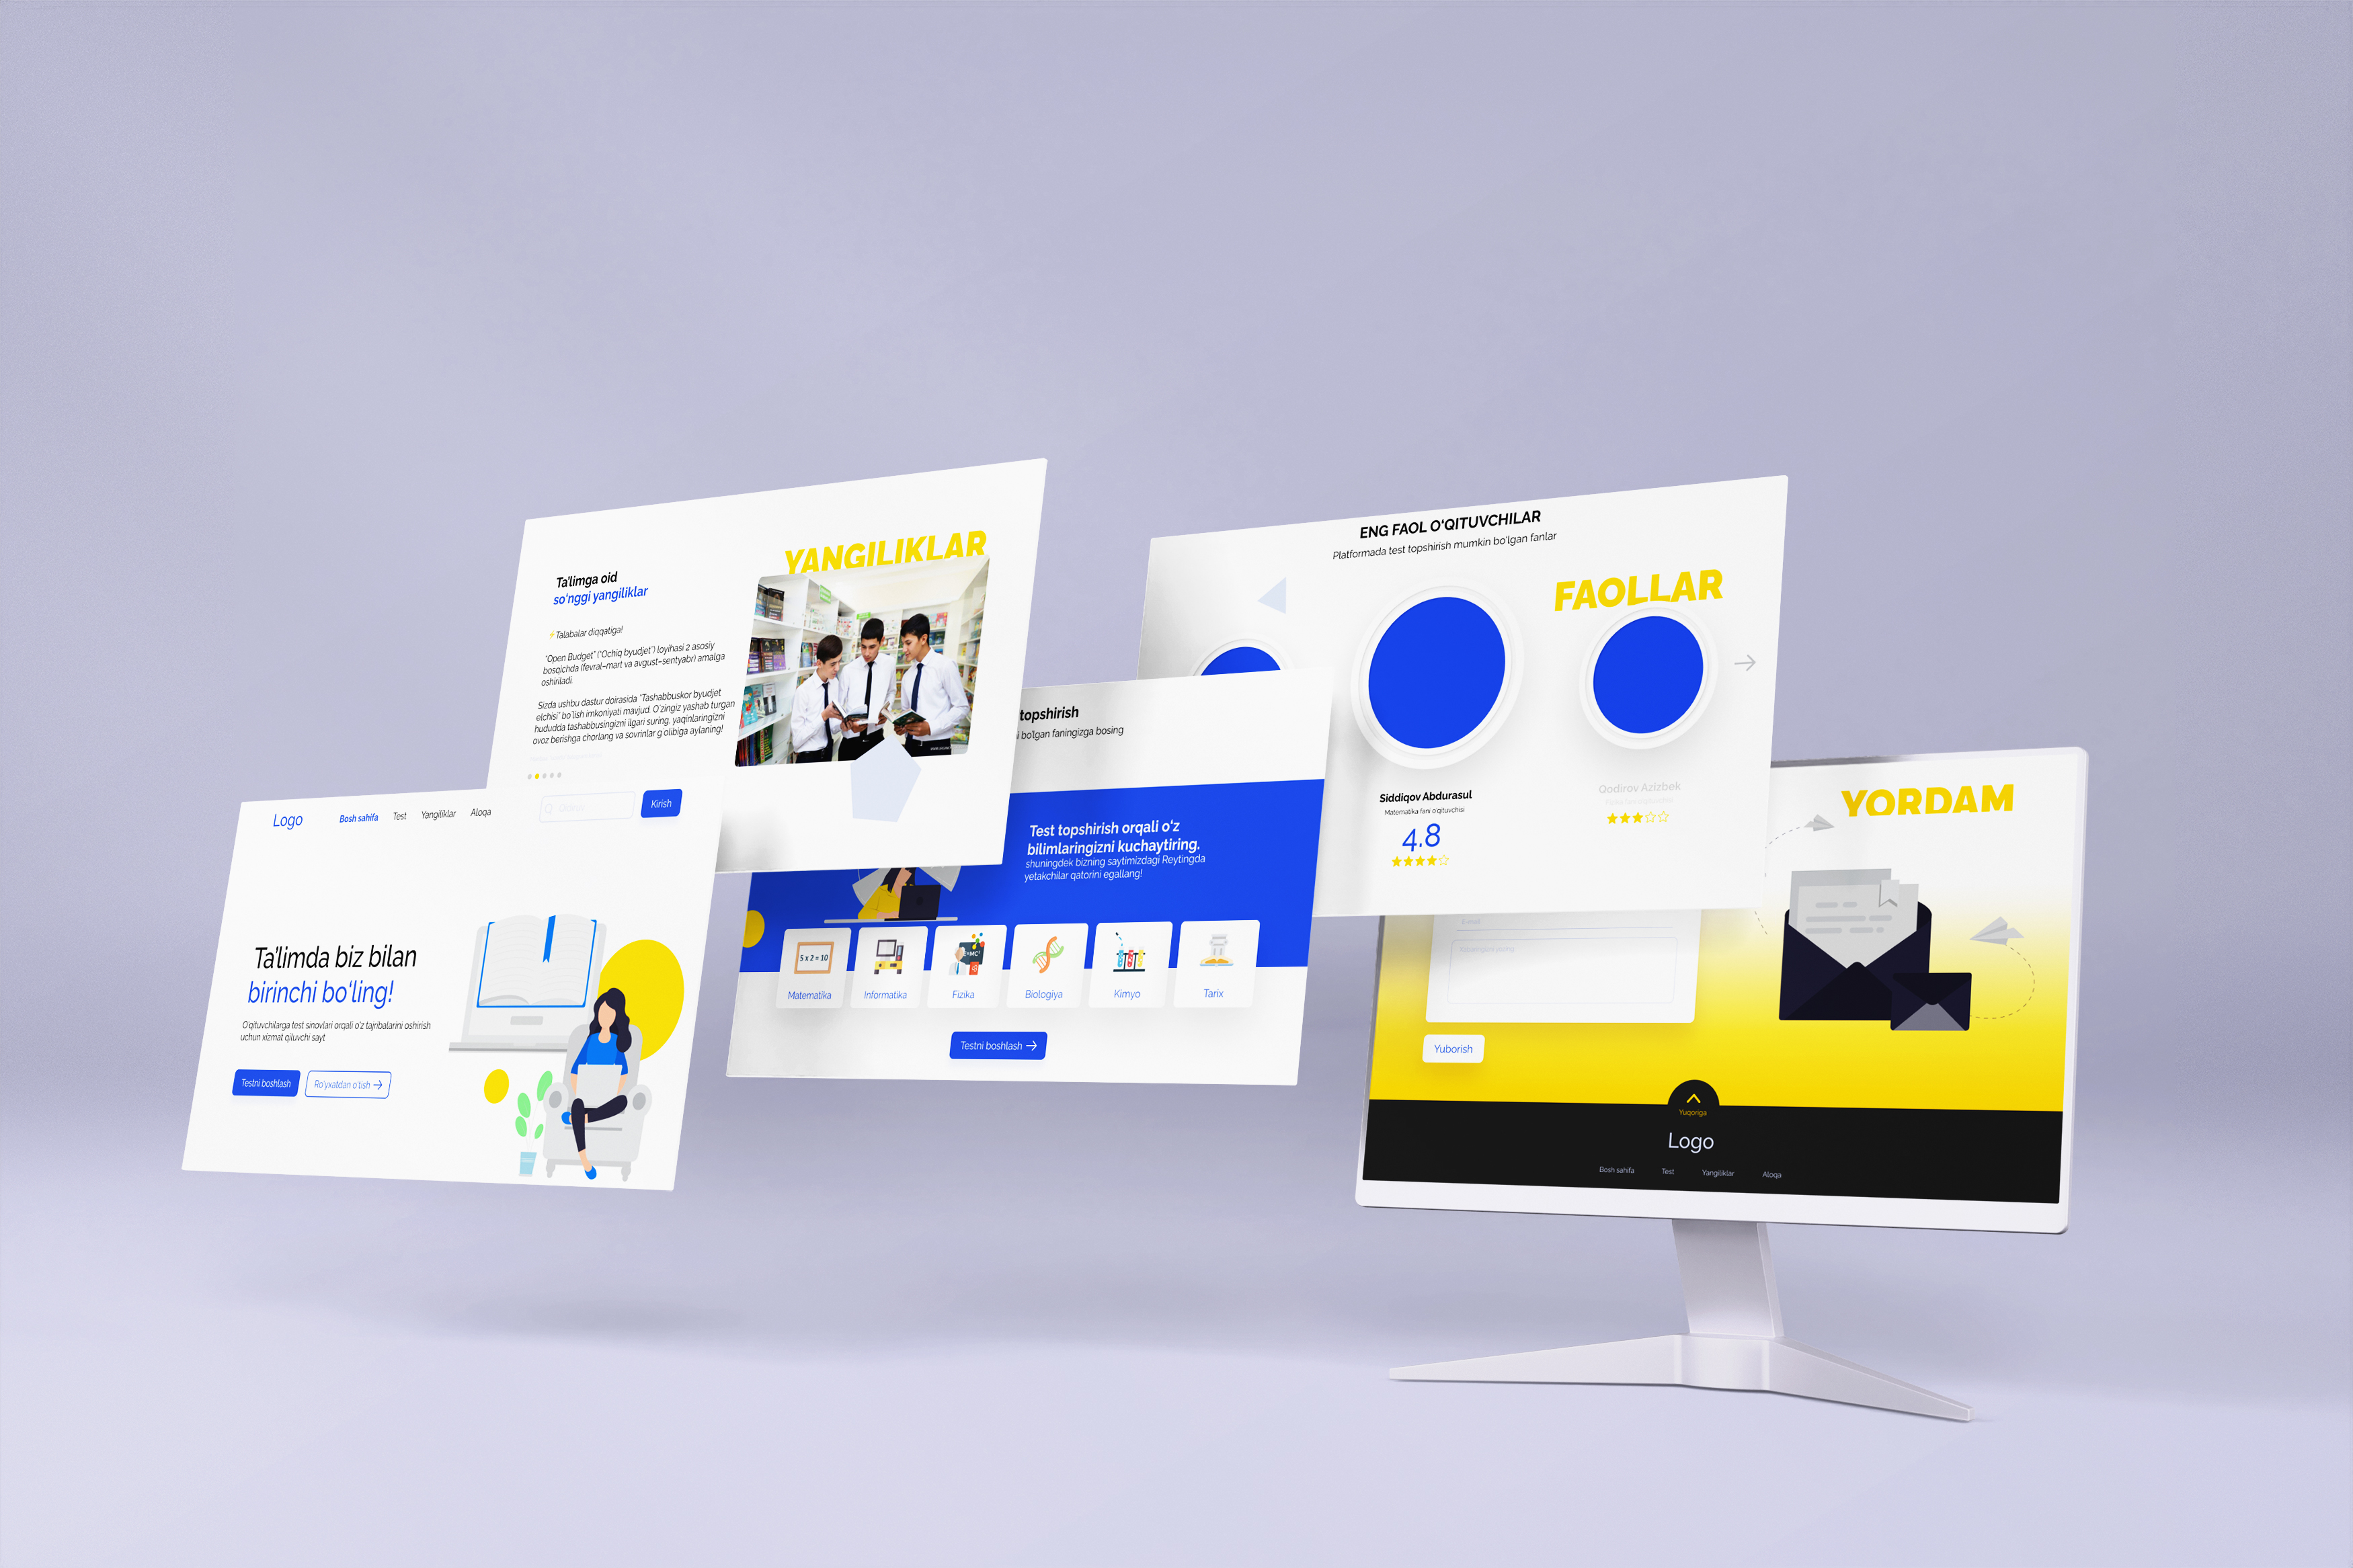 Logo
Bosh sahifa
Test
Yangiliklar
Aloqa
Kirish
Ta'limda biz bilan
birinchi bo'ling!
O'qituvchilarga test sinovlari orqali o'z tajribalarini oshirish
uchun xizmat qiluvchi sayt
Testni boshlash
Ro'yxatdan o'tish
YANGILIKLAR
Ta'limga oid
so'nggi yangiliklar
⚡Talabalar diqqatiga!
"Open Budget" ("Ochiq byudjet") loyihasi 2 asosiy
bosqichda (fevral–mart va avgust–sentyabr) amalga
oshiriladi.
Sizda ushbu dastur doirasida "Tashabbuskor byudjet
elchisi" bo'lish imkoniyati mavjud. O'zingiz yashab turgan
hududda tashabbusingizni ilgari suring, yaqinlaringizni
ovoz berishga chorlang va sovrinlar g'olibiga aylaning!
topshirish
bo'lgan faningizga bosing
Test topshirish orqali o'z
bilimlaringizni kuchaytiring.
shuningdek bizning saytimizdagi Reytingda
yetakchilar qatorini egallang!
5 x 2 = 10
Matematika
Informatika
Fizika
Biologiya
Kimyo
Tarix
Testni boshlash
ENG FAOL O'QITUVCHILAR
Platformada test topshirish mumkin bo'lgan fanlar
FAOLLAR
Siddiqov Abdurasul
Matematika fani o'qituvchisi
4.8
Qodirov Azizbek
YORDAM
E-mail
Yuborish
Yuqoriga
Logo
Bosh sahifa
Test
Yangiliklar
Aloqa